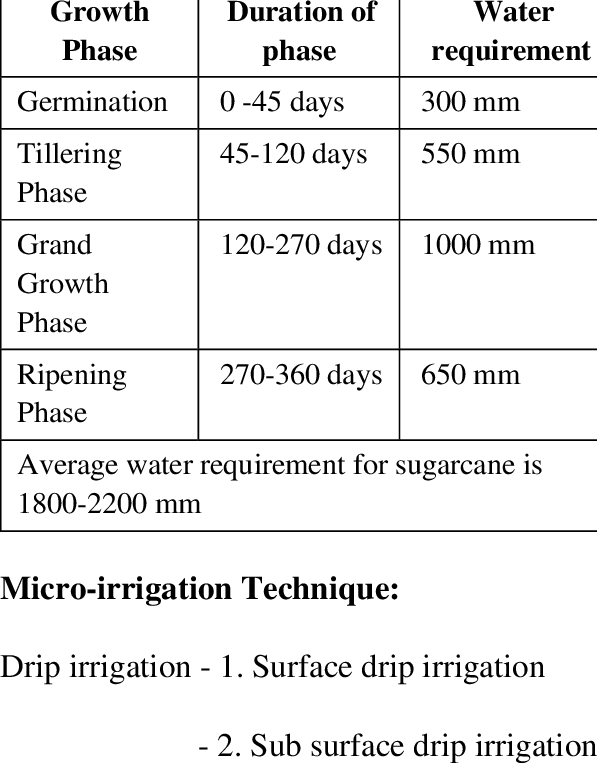 Growth Duration of Water
Phase phase requirement
Germination 0 -45 days 300 mm
Tillering 45-120 days 550 mm
Phase
Grand 120-270 days 1000 mm
Growth
Phase
Ripening 270-360 days 650 mm
Phase
Average water requirement for sugarcane is
1800-2200 mm
Micro-irrigation Technique:
Drip irrigation - 1. Surface drip irrigation
- 2. Sub surface drip irrigation